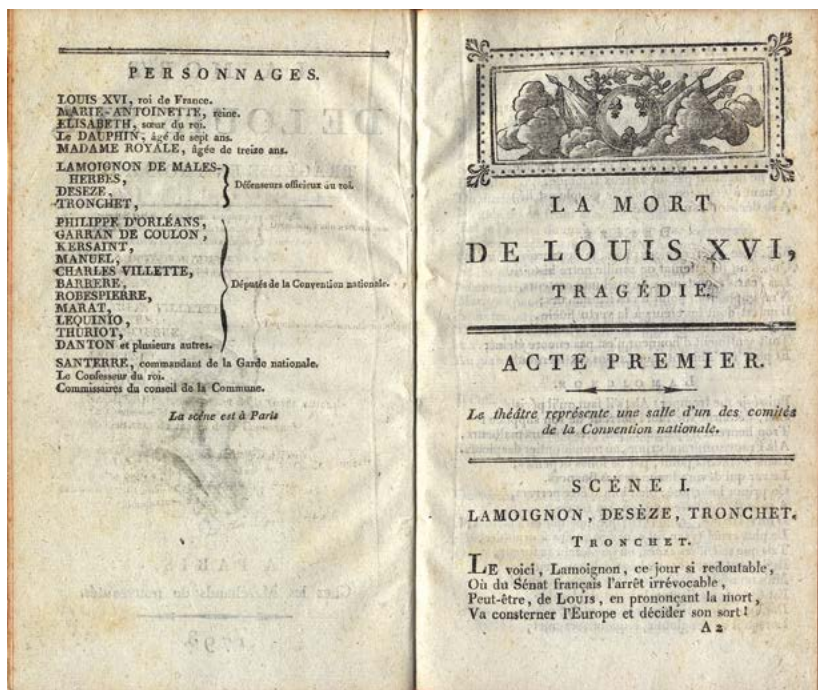 PERSONNAGES.
LOUIS XVI, roi de France.
MARIE-ANTOINETTE, reine.
ELISABETH, sœur du roi.
Le DAUPHIN, âgé de sept ans.
MADAME ROYALE, âgée de treize ans.
LAMOIGNON DE MALES-
HERBES,
DESEZE,
TRONCHET,
Défenseurs officieux du roi.
PHILIPPE D'ORLÉANS,
GARRAN DE COULON,
KERSAINT,
MANUEL,
CHARLES VILLETTE,
BARRERE,
ROBESPIERRE,
MARAT,
LEQUINIO,
THURIOT,
DANTON et plusieurs autres.
Députés de la Convention nationale.
SANTERRE, commandant de la Garde nationale.
Le Confesseur du roi.
Commissaires du conseil de la Commune.
La scène est à Paris
LA MORT
DE LOUIS XVI,
TRAGÉDIE.
ACTE PREMIER.
Le théâtre représente une salle d'un des comités
de la Convention nationale.
SCÈNE I.
LAMOIGNON, DESÈZE, TRONCHET.
TRONCHET.
LE voici, Lamoignon, ce jour si redoutable,
Où du Sénat français l'arrêt irrévocable,
Peut-être, de LOUIS, en prononçant la mort,
Va consterner l'Europe et décider son sort!
A2